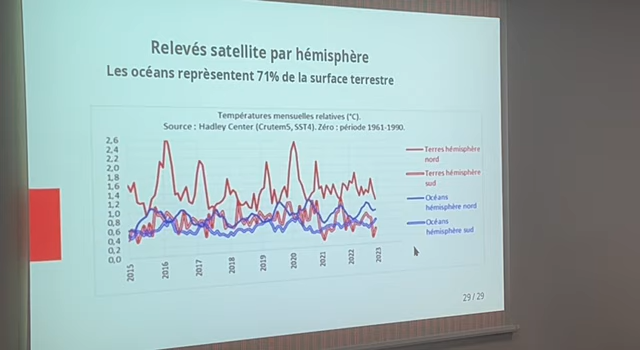 Relevés satellite par hémisphère
Les océans reprèsentent 71% de la surface terrestre
Températures mensuelles relatives (°C).
Source : Hadley Center (Crutem5, SST4). Zéro : période 1961-1990.
2,6
2,4
2,2
2,0
1,8
1,6
1,4
1,2
1,0
0,8
0,6
0,4
0,2
0,0
2015
2016
2017
2018
2019
2020
2021
2022
2023
Terres hémisphère
nord
Terres hémisphère
sud
Océans
hémisphère nord
Océans
hémisphère sud
29 / 29